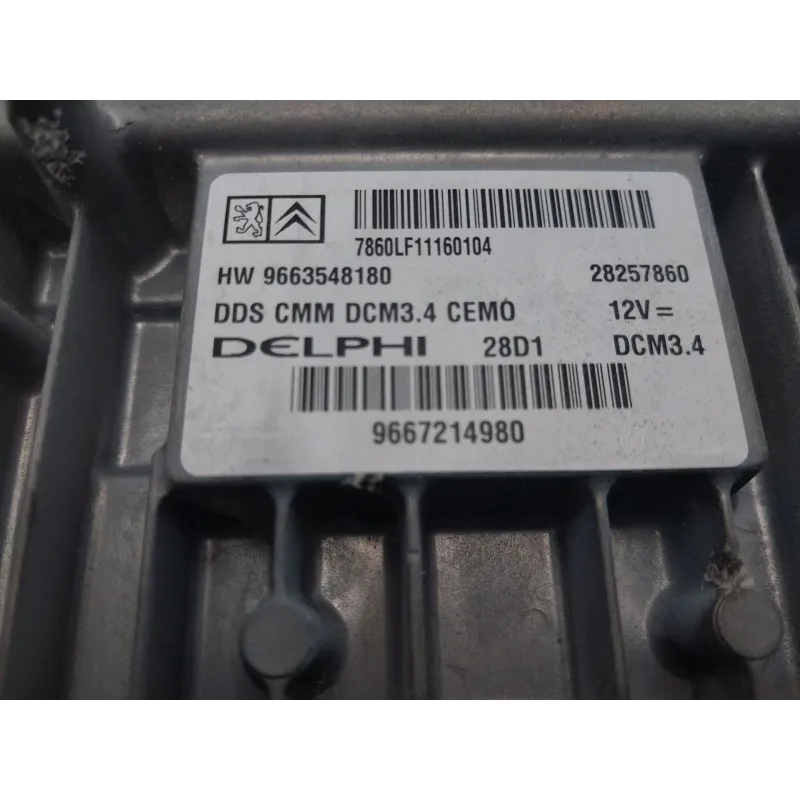 7860LF11160104
HW 9663548180 28257860
DDS CMM DCM3.4 CEMO 12V=
DELPHI 28D1 DCM3.4
9667214980